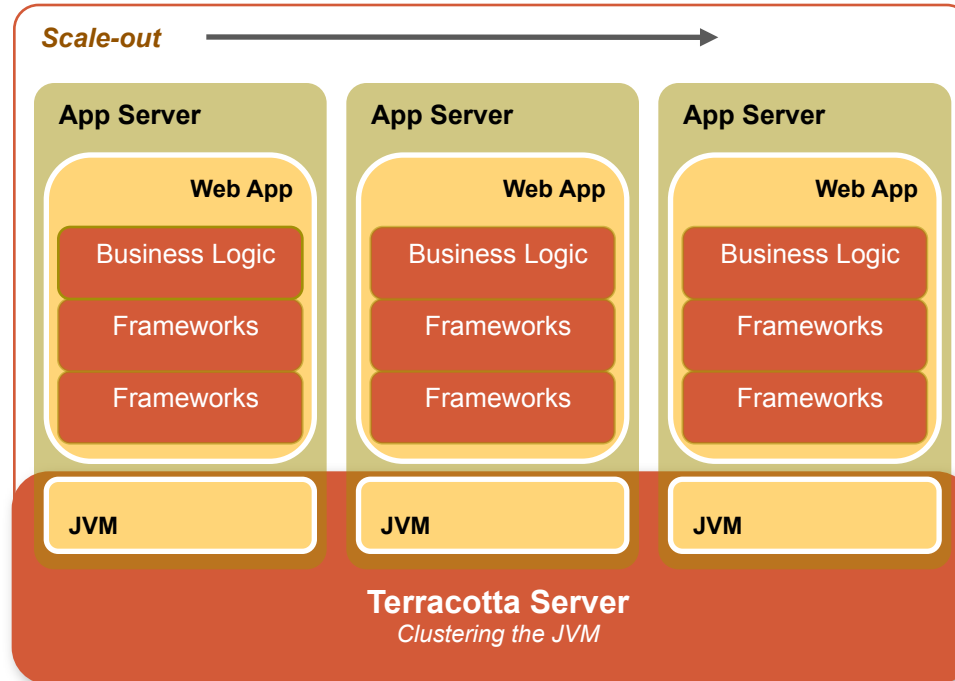 Scale-out
App Server
App Server
App Server
Web App
Web App
Web App
Business Logic
Business Logic
Business Logic
Frameworks
Frameworks
Frameworks
Frameworks
Frameworks
Frameworks
JVM
JVM
JVM
Terracotta Server
Clustering the JVM